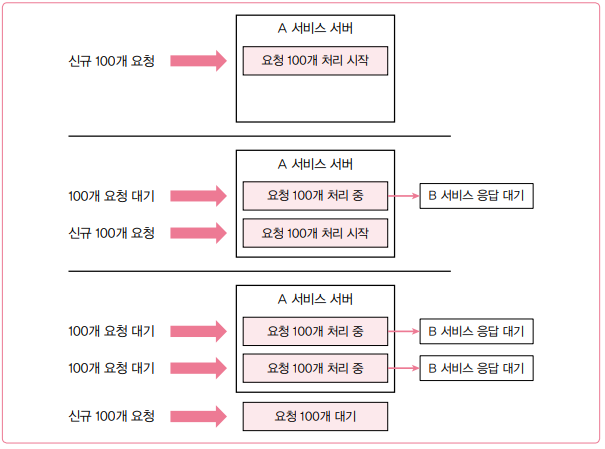 A 서비스 서버
신규 100개 요청
요청 100개 처리 시작
A 서비스 서버
100개 요청 대기
요청 100개 처리 중
B 서비스 응답 대기
신규 100개 요청
요청 100개 처리 시작
A 서비스 서버
100개 요청 대기
요청 100개 처리 중
B 서비스 응답 대기
100개 요청 대기
요청 100개 처리 중
B 서비스 응답 대기
신규 100개 요청
요청 100개 대기